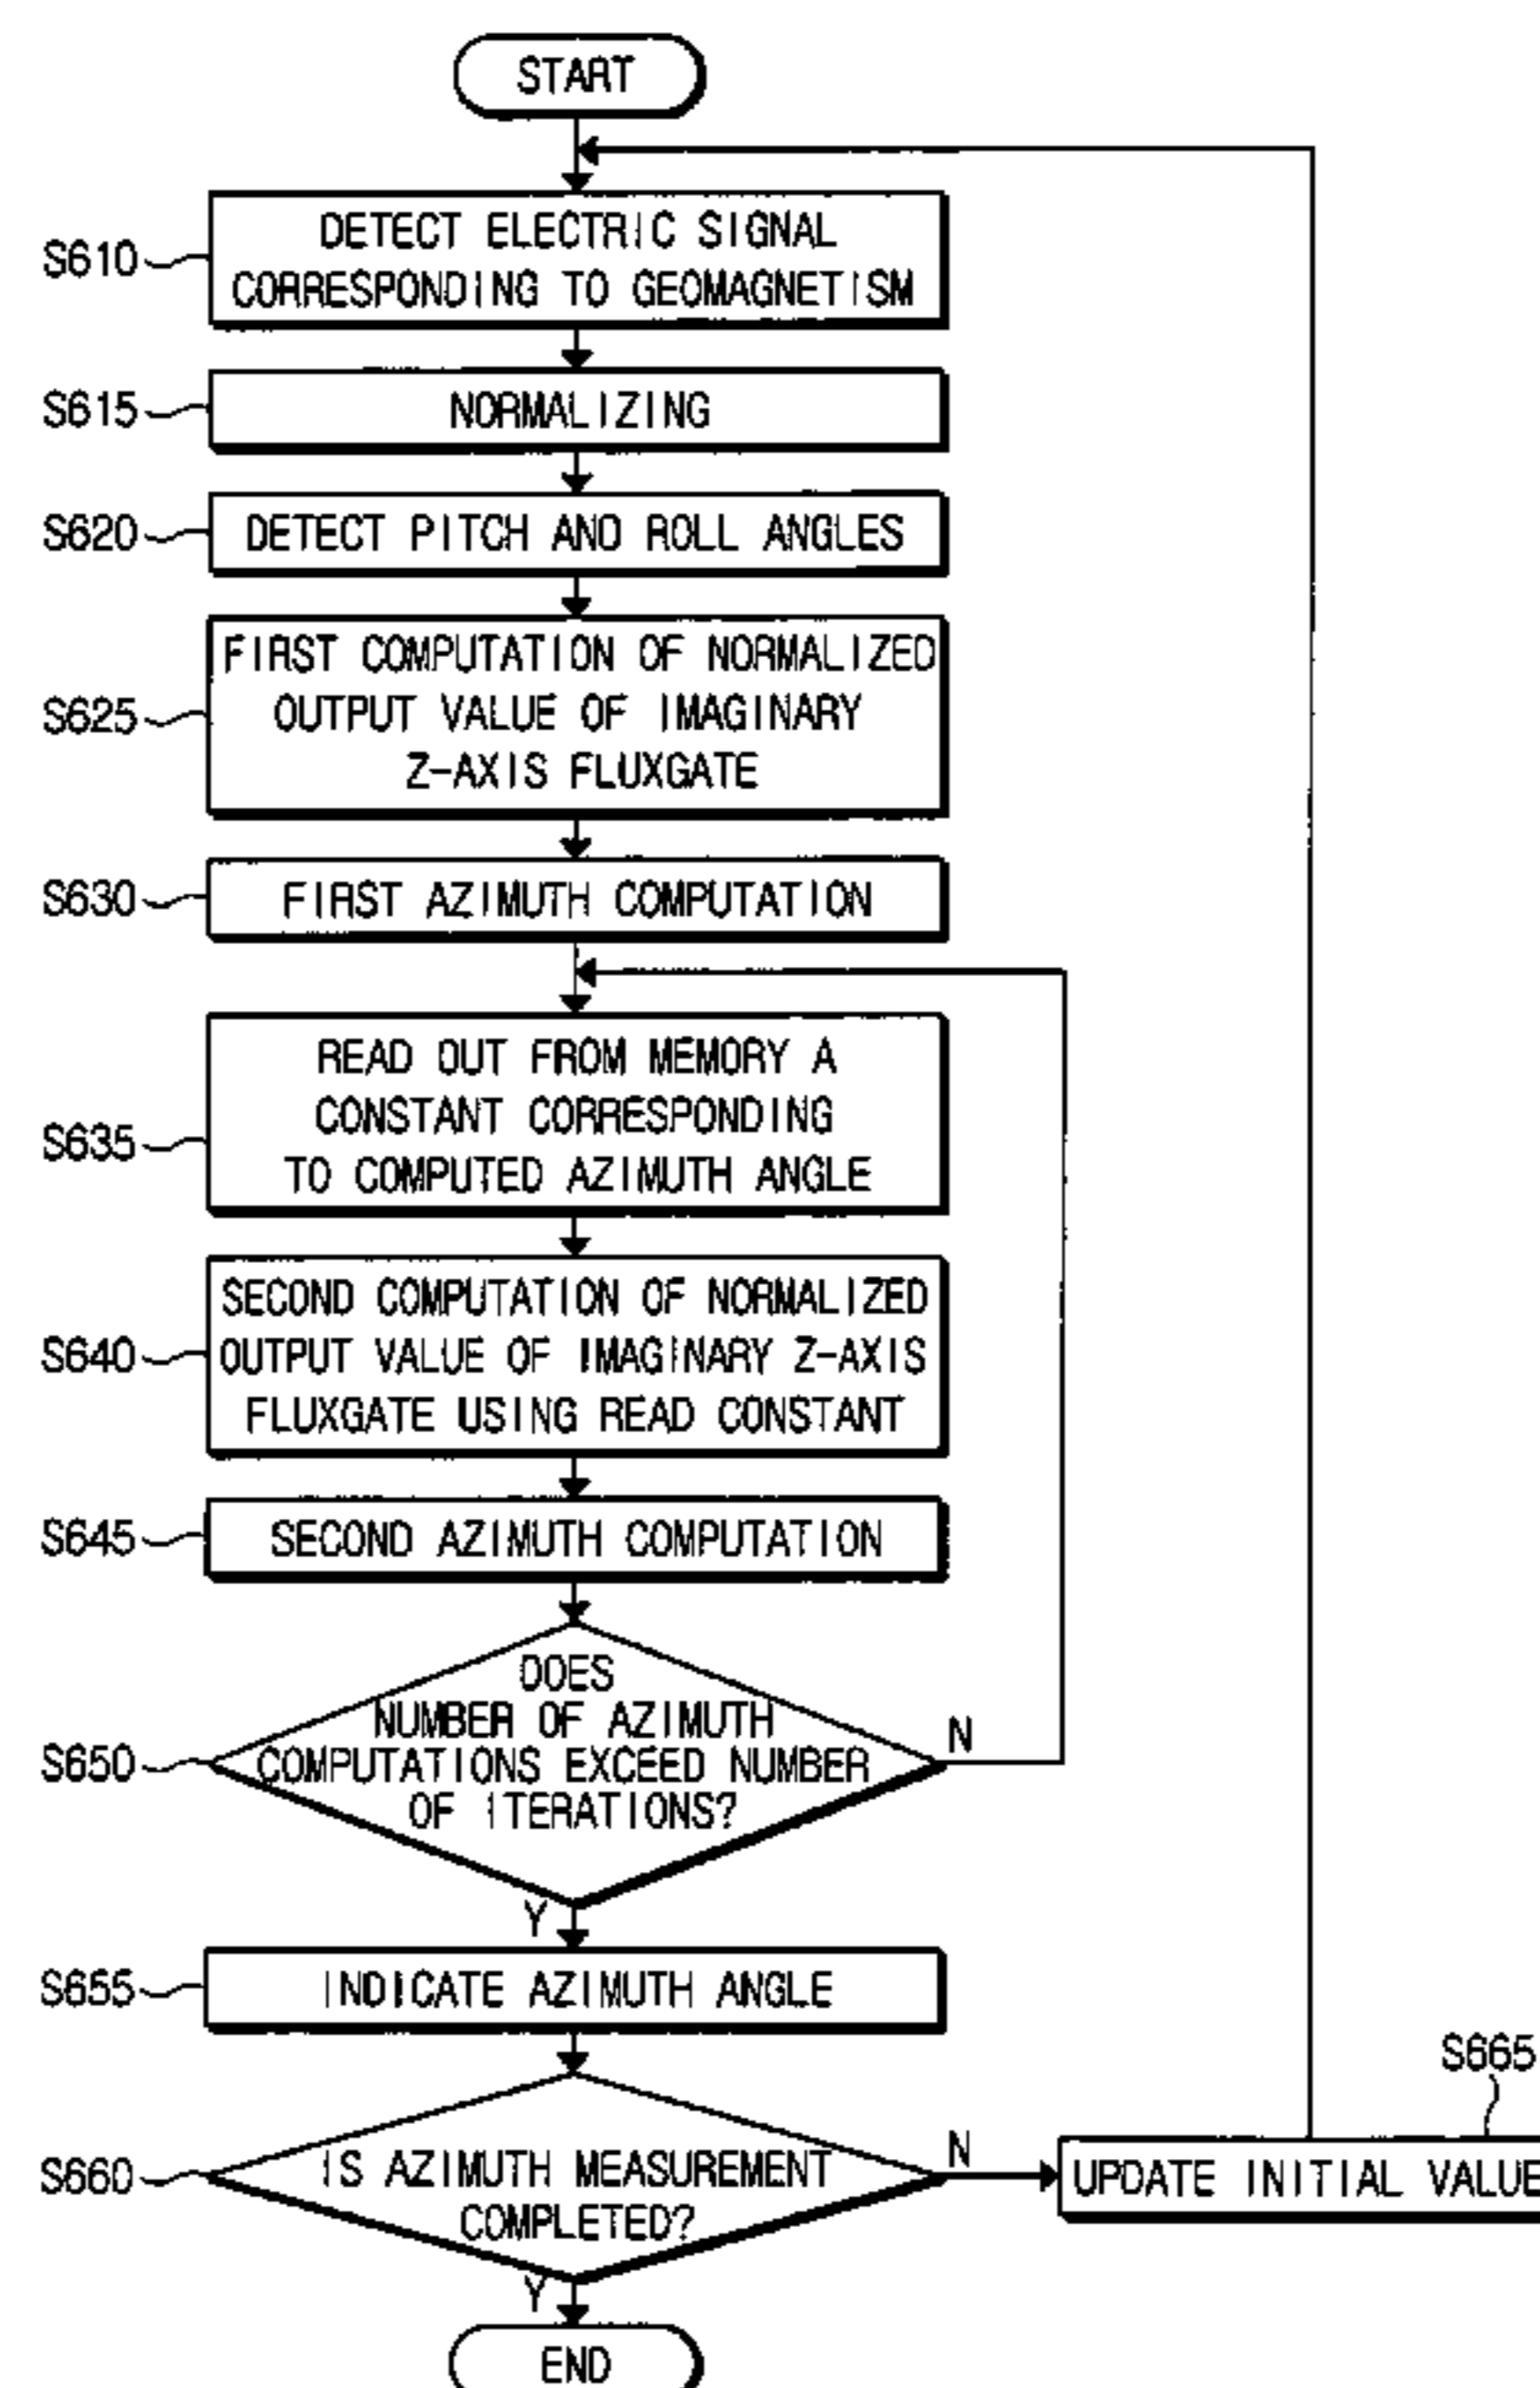 START
S610
DETECT ELECTRIC SIGNAL
CORRESPONDING TO GEOMAGNETISM
S615
NORMALIZING
S620
DETECT PITCH AND ROLL ANGLES
S625
FIRST COMPUTATION OF NORMALIZED
OUTPUT VALUE OF IMAGINARY
Z-AXIS FLUXGATE
S630
FIRST AZIMUTH COMPUTATION
S635
READ OUT FROM MEMORY A
CONSTANT CORRESPONDING
TO COMPUTED AZIMUTH ANGLE
S640
SECOND COMPUTATION OF NORMALIZED
OUTPUT VALUE OF IMAGINARY Z-AXIS
FLUXGATE USING READ CONSTANT
S645
SECOND AZIMUTH COMPUTATION
S650
DOES
NUMBER OF AZIMUTH
COMPUTATIONS EXCEED NUMBER
OF ITERATIONS?
N
Y
S655
INDICATE AZIMUTH ANGLE
S660
IS AZIMUTH MEASUREMENT
COMPLETED?
N
S665
UPDATE INITIAL VALUE
Y
END